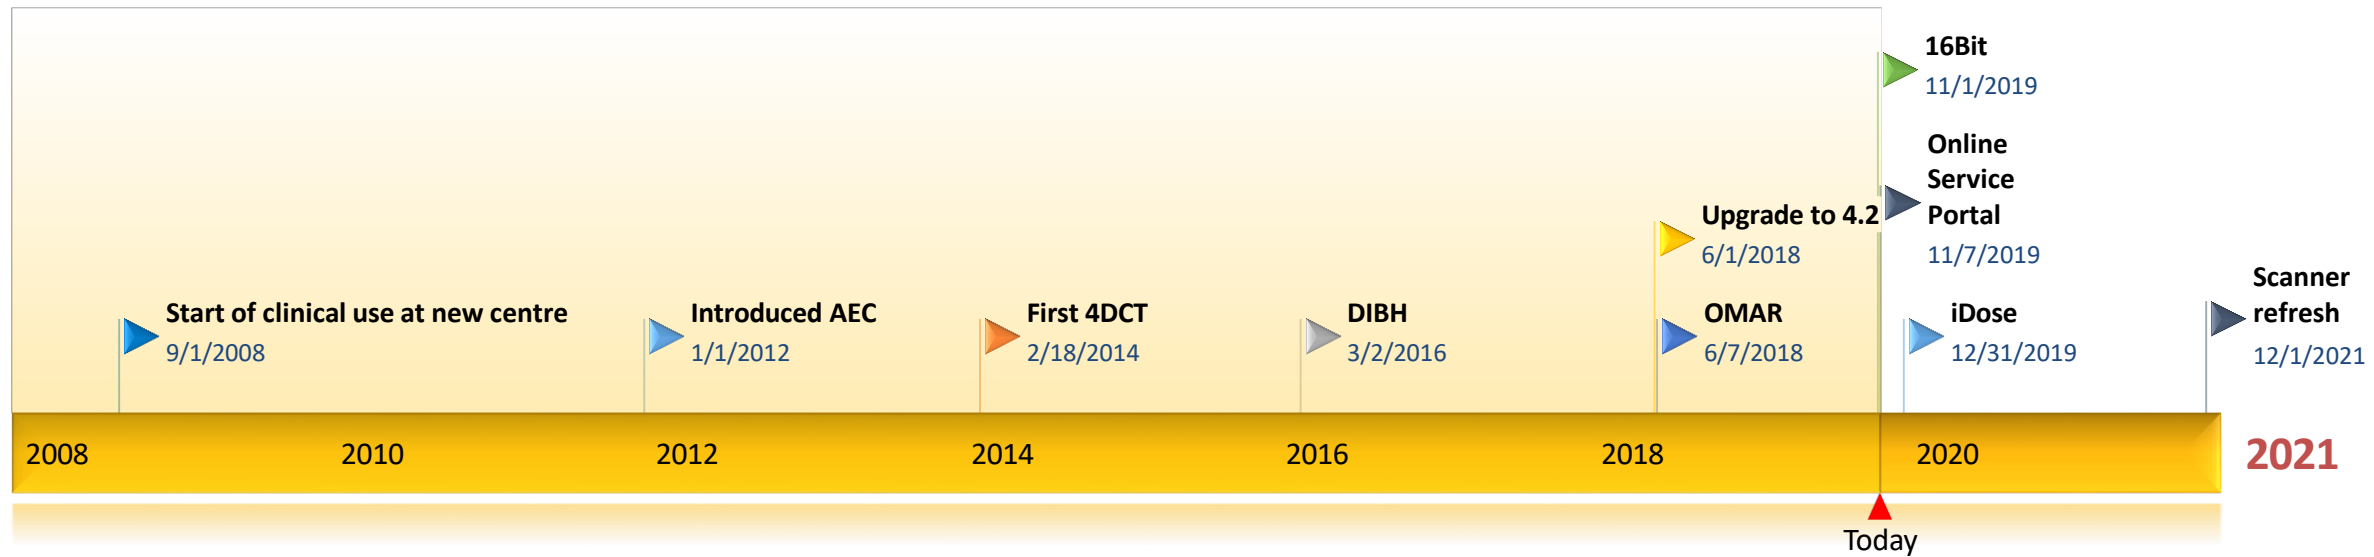 16Bit
11/1/2019
Online
Service
Portal
11/7/2019
Upgrade to 4.2
6/1/2018
Scanner
refresh
12/1/2021
Start of clinical use at new centre
9/1/2008
Introduced AEC
1/1/2012
First 4DCT
2/18/2014
DIBH
3/2/2016
OMAR
6/7/2018
iDose
12/31/2019
2008 2010 2012 2014 2016 2018 2020 2021
Today